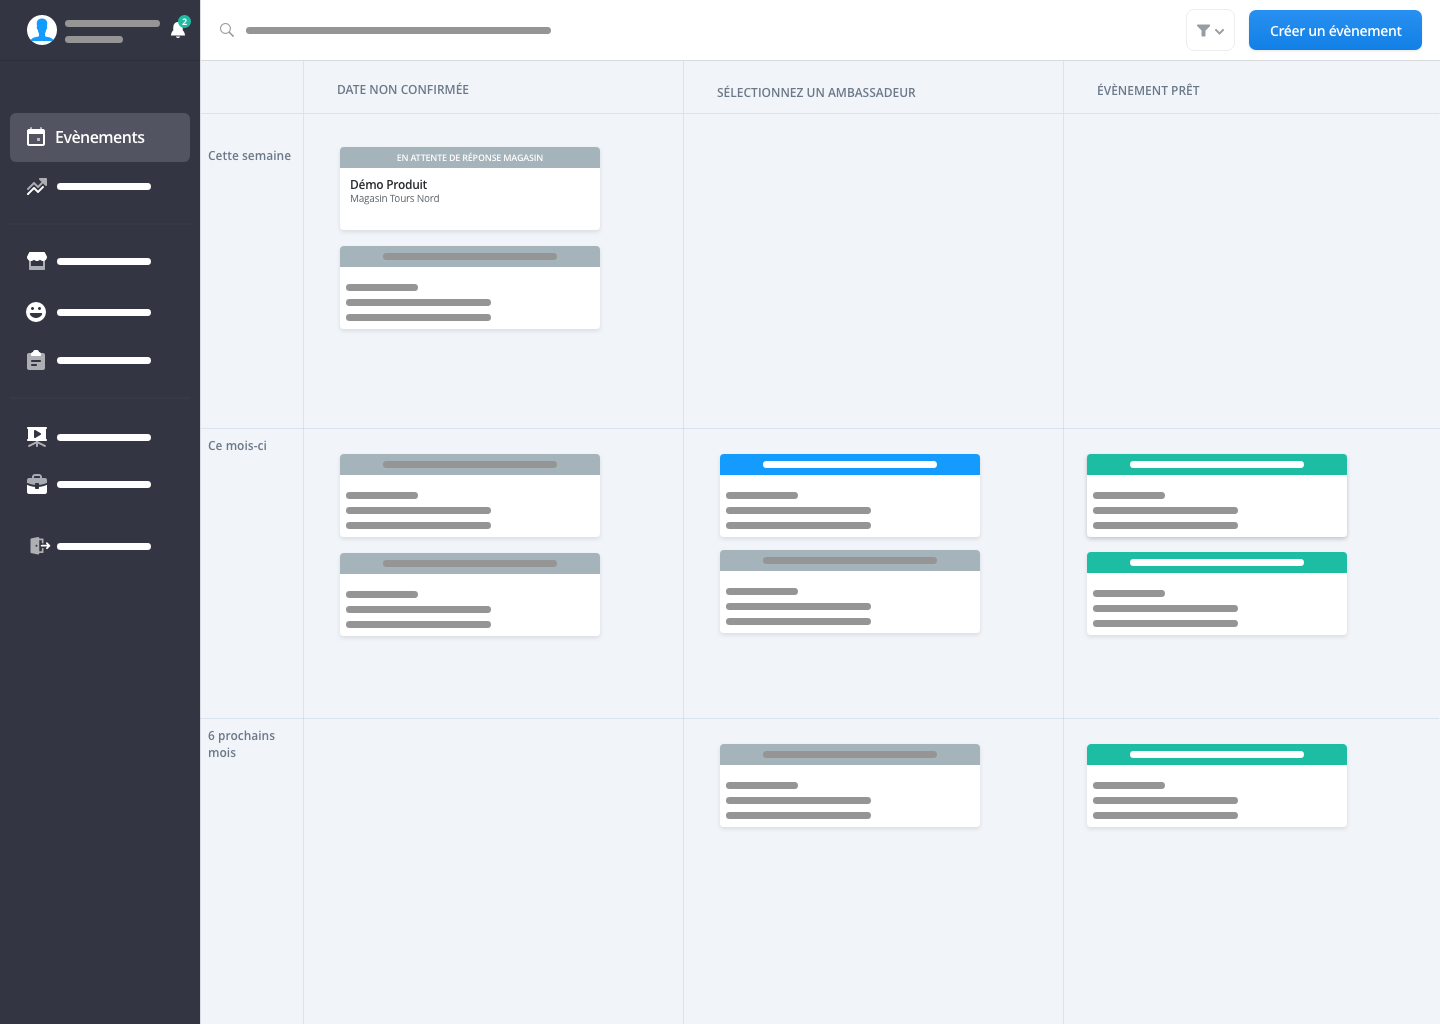 2
Créer un évènement
DATE NON CONFIRMÉE
SÉLECTIONNEZ UN AMBASSADEUR
ÉVÈNEMENT PRÊT
Evènements
Cette semaine
EN ATTENTE DE RÉPONSE MAGASIN
Démo Produit
Magasin Tours Nord
Ce mois-ci
6 prochains
mois